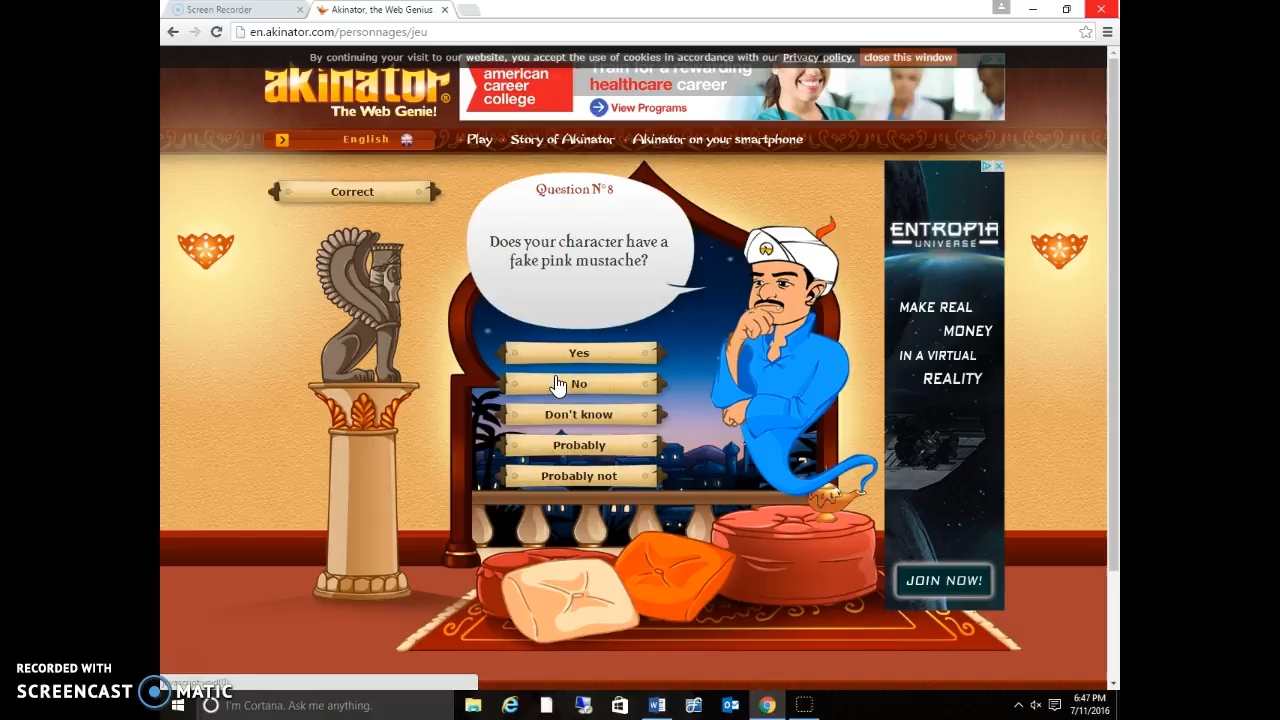 Screen Recorder
Akinator, the Web Genius
en.akinator.com/personnages/jeu
By continuing your visit to our website, you accept the use of cookies in accordance with our Privacy policy. close this window
akinator
The Web Genie!
american
career
college
Train for a rewarding
healthcare career
View Programs
English
Play
Story of Akinator
Akinator on your smartphone
Correct
Question N°8
Does your character have a
fake pink mustache?
Yes
No
Don't know
Probably
Probably not
ENTROPIA
UNIVERSE
MAKE REAL
MONEY
IN A VIRTUAL
REALITY
JOIN NOW!
RECORDED WITH
SCREENCAST MATIC
I'm Cortana. Ask me anything.
6:47 PM
7/11/2016